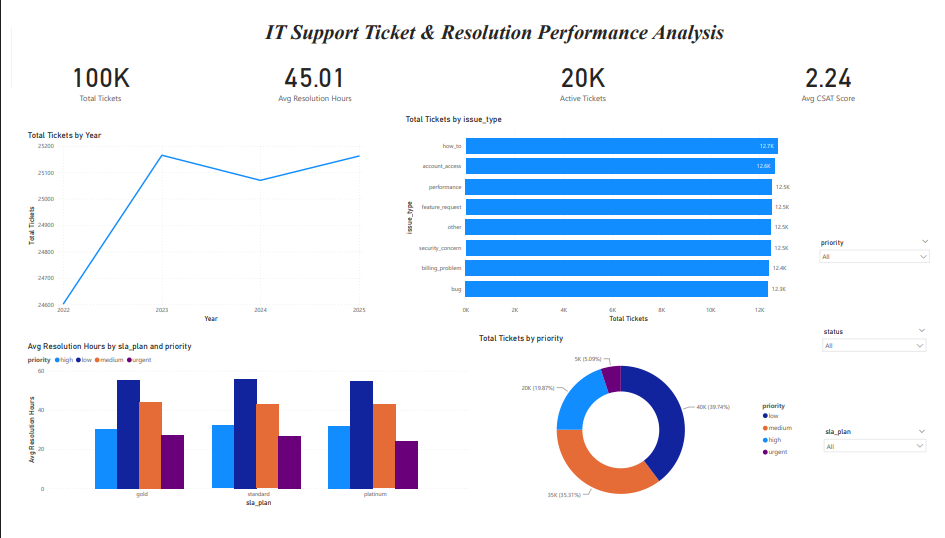 IT Support Ticket & Resolution Performance Analysis
100K
Total Tickets
45.01
Avg Resolution Hours
20K
Active Tickets
2.24
Avg CSAT Score
Total Tickets by Year
25200
25100
25000
24900
24800
24700
24600
Total Tickets
2022
2023
2024
2025
Year
Total Tickets by issue_type
issue_type
how_to
12.7K
account_access
12.6K
performance
12.5K
feature_request
12.5K
other
12.5K
security_concern
12.5K
billing_problem
12.4K
bug
12.3K
0K
2K
4K
6K
8K
10K
12K
Total Tickets
priority
All
status
All
sla_plan
All
Avg Resolution Hours by sla_plan and priority
priority high low medium urgent
60
40
20
0
Avg Resolution Hours
gold
standard
platinum
sla_plan
Total Tickets by priority
5K (5.09%)
20K (19.87%)
40K (39.74%)
35K (35.31%)
priority
low
medium
high
urgent